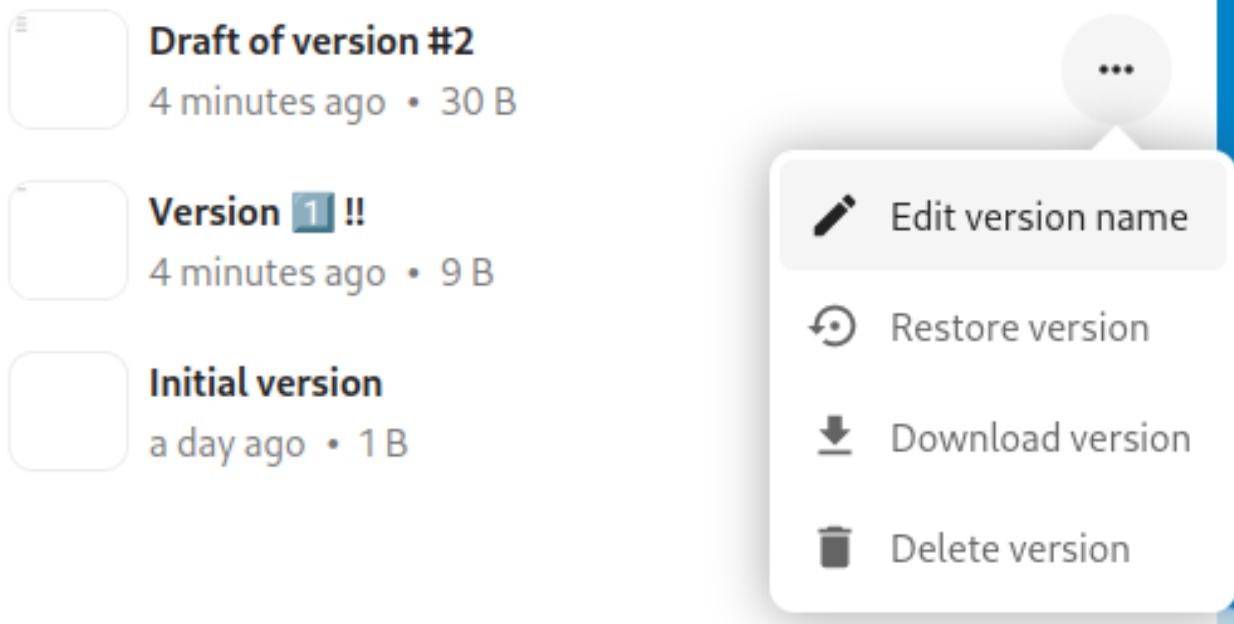 Draft of version #2
4 minutes ago • 30 B
Version 1️⃣ !!
4 minutes ago • 9 B
Initial version
a day ago • 1 B
Edit version name
Restore version
Download version
Delete version